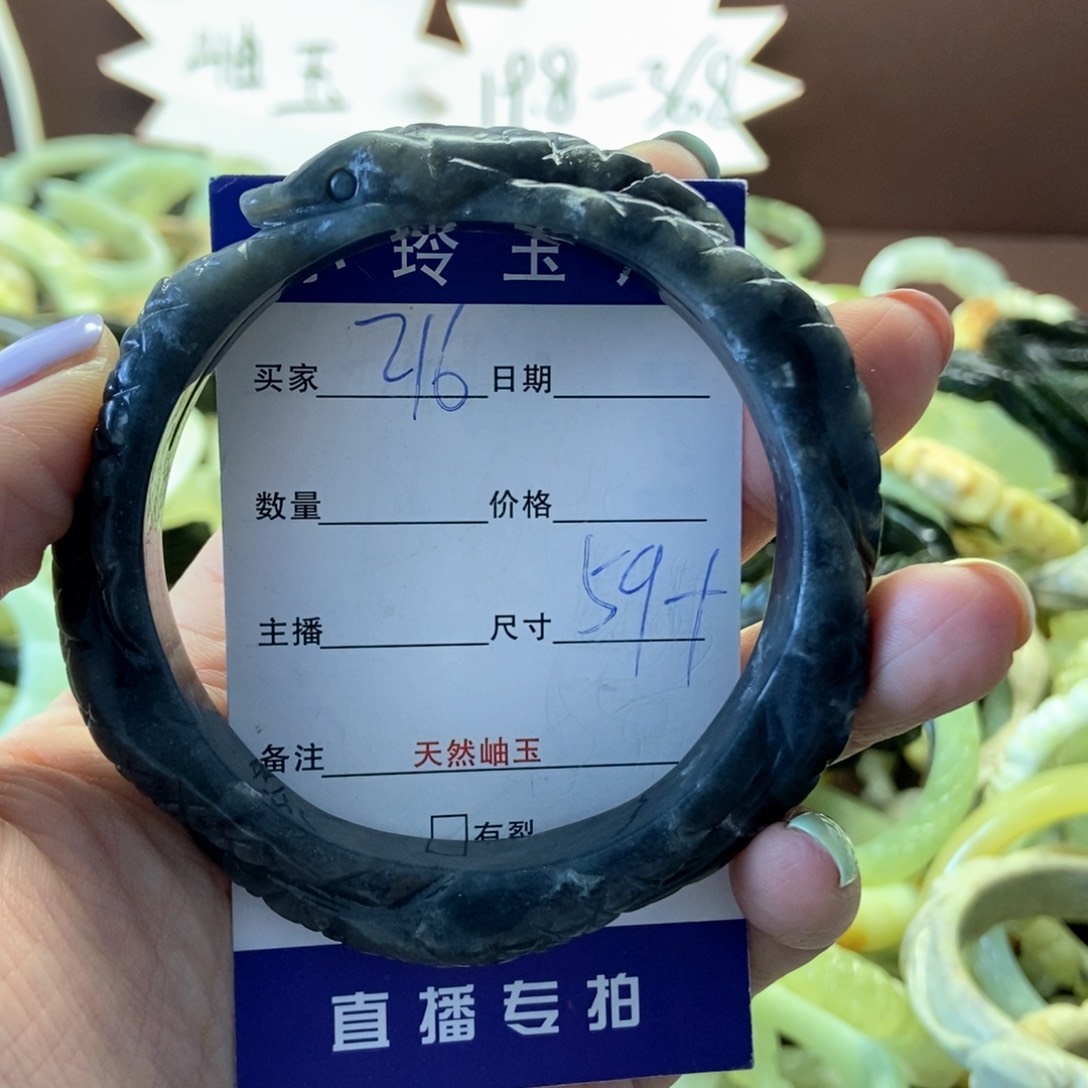 岫玉
198-368
玲玉
买家 216 日期
数量 价格
主播 尺寸 59+
备注 天然岫玉
有裂
直播专拍